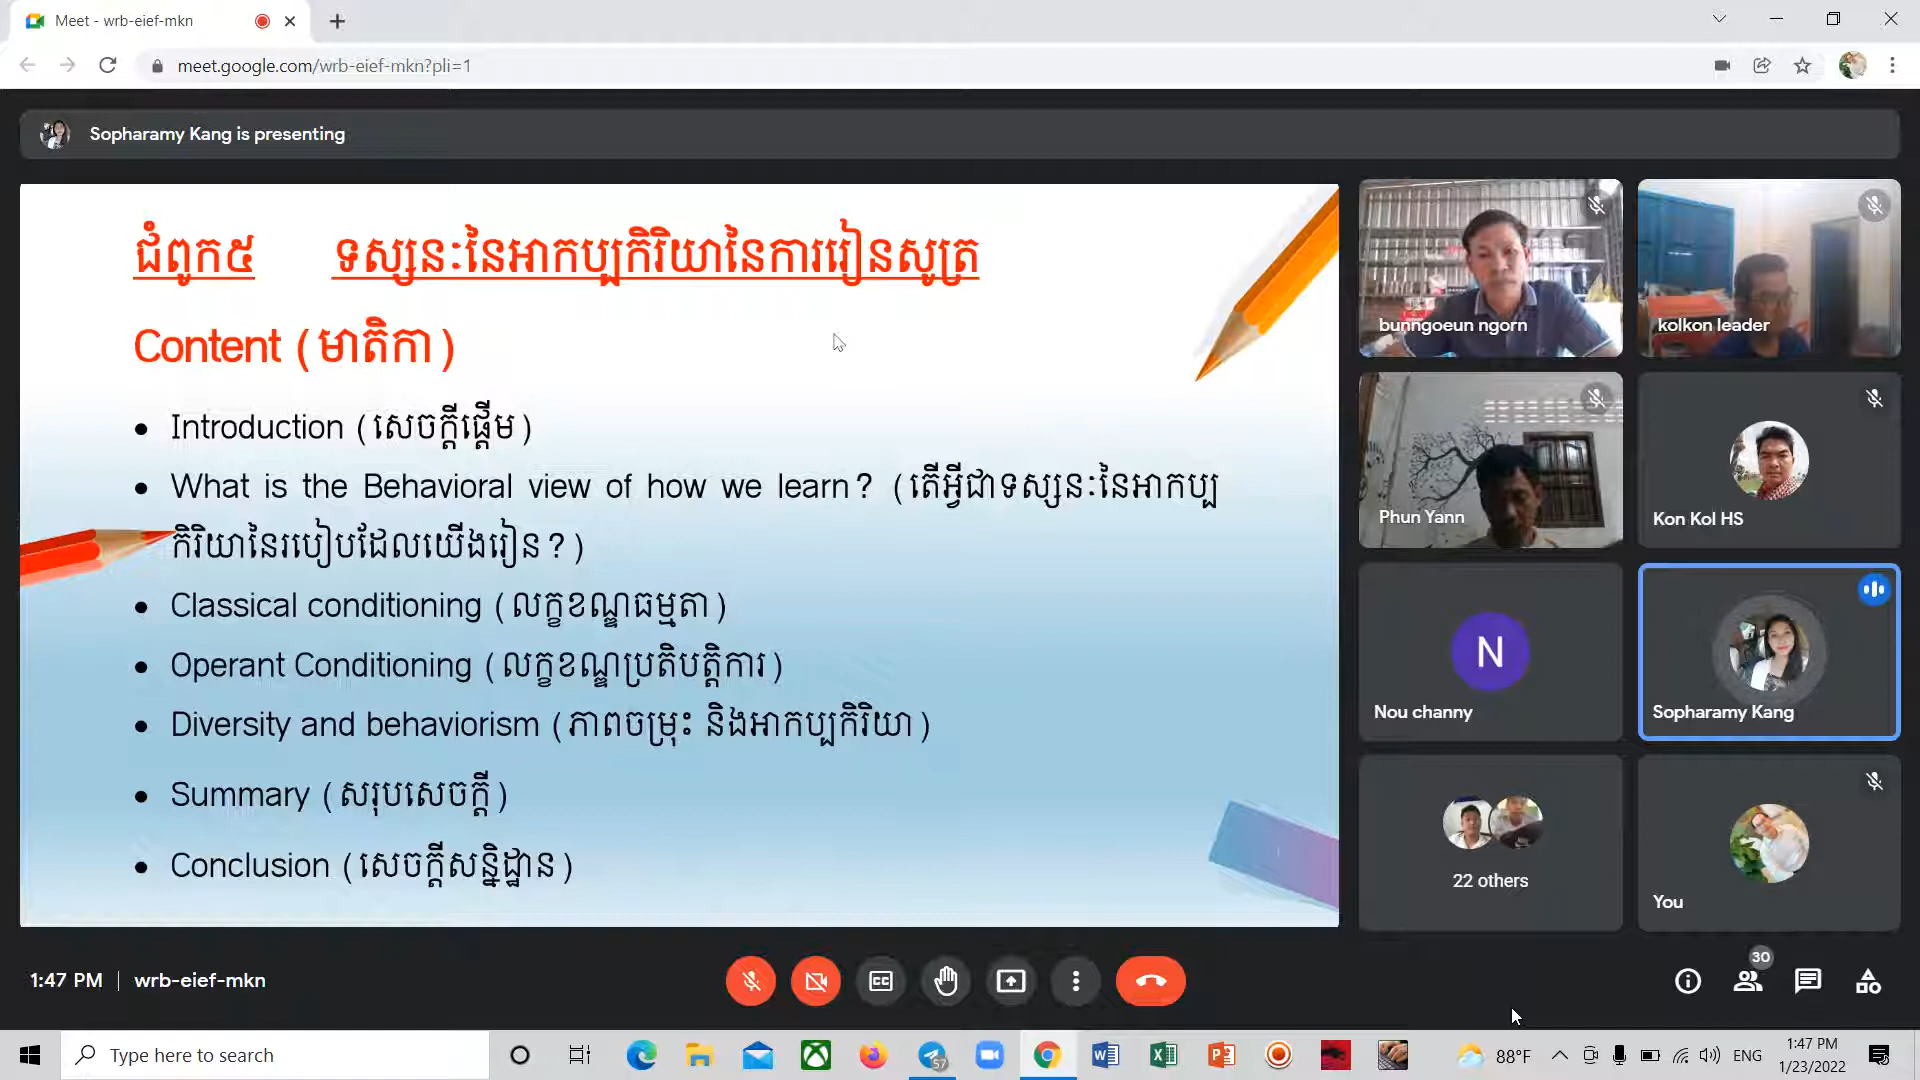 Meet - wrb-eief-mkn
meet.google.com/wrb-eief-mkn?pli=1
Sopharamy Kang is presenting
ជំពូក៥ ទស្សនៈនៃអាកប្បកិរិយានៃការរៀនសូត្រ
Content (មាតិកា)
• Introduction (សេចក្តីផ្តើម)
• What is the Behavioral view of how we learn? (តើអ្វីជាទស្សនៈនៃអាកប្ប
កិរិយានៃរបៀបដែលយើងរៀន?)
• Classical conditioning (លក្ខខណ្ឌធម្មតា)
• Operant Conditioning (លក្ខខណ្ឌប្រតិបត្តិការ)
• Diversity and behaviorism (ភាពចម្រុះ និងអាកប្បកិរិយា)
• Summary (សរុបសេចក្តី)
• Conclusion (សេចក្តីសន្និដ្ឋាន)
bunngoeun ngorn
kolkon leader
Phun Yann
Kon Kol HS
N
Nou channy
Sopharamy Kang
22 others
You
1:47 PM | wrb-eief-mkn
CC
30
Type here to search
57
88°F
ENG
1:47 PM
1/23/2022